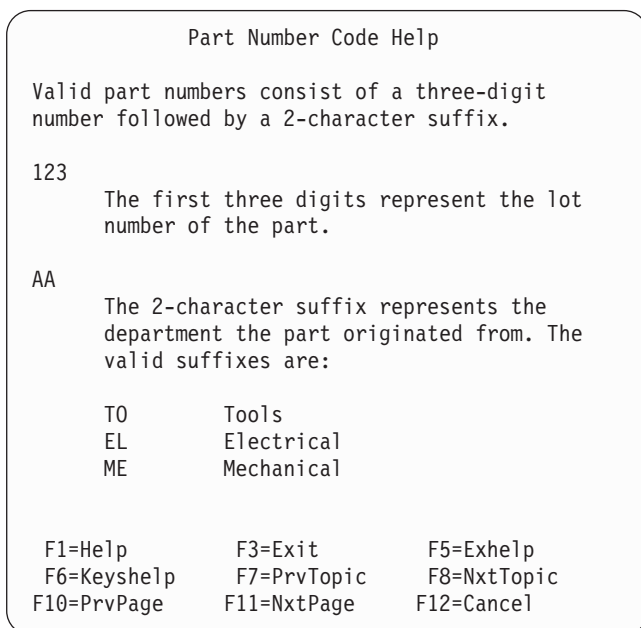 Part Number Code Help
Valid part numbers consist of a three-digit
number followed by a 2-character suffix.
123
The first three digits represent the lot
number of the part.
AA
The 2-character suffix represents the
department the part originated from. The
valid suffixes are:
TO Tools
EL Electrical
ME Mechanical
F1=Help F3=Exit F5=Exhelp
F6=Keyshelp F7=PrvTopic F8=NxtTopic
F10=PrvPage F11=NxtPage F12=Cancel